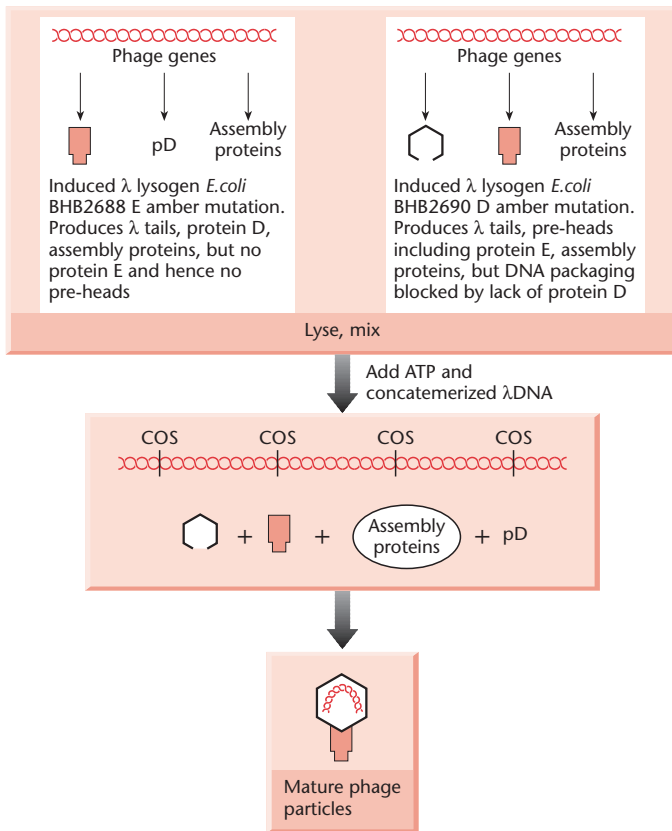 Phage genes
pD
Assembly
proteins
Induced λ lysogen E.coli
BHB2688 E amber mutation.
Produces λ tails, protein D,
assembly proteins, but no
protein E and hence no
pre-heads
Phage genes
Assembly
proteins
Induced λ lysogen E.coli
BHB2690 D amber mutation.
Produces λ tails, pre-heads
including protein E, assembly
proteins, but DNA packaging
blocked by lack of protein D
Lyse, mix
Add ATP and
concatemerized λDNA
COS COS COS COS
+ + Assembly
proteins + pD
Mature phage
particles